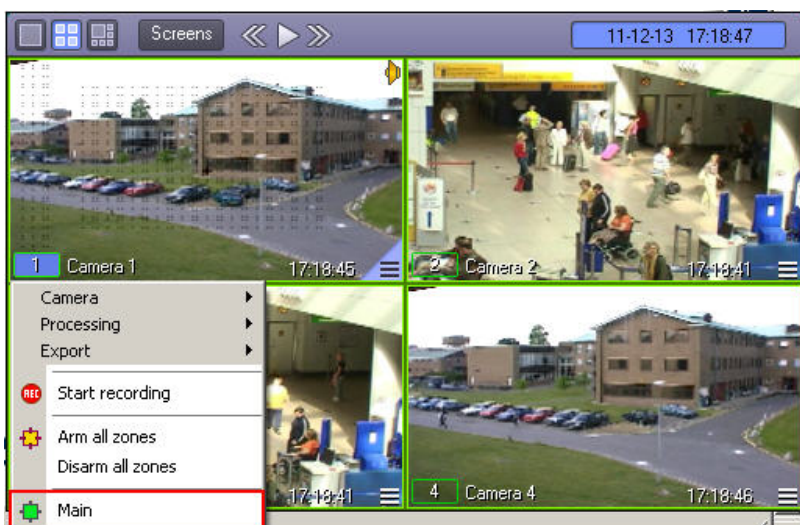 Screens
11-12-13 17:18:47
1 Camera 1 17:18:45
2 Camera 2 17:18:41
Camera
Processing
Export
REC Start recording
Arm all zones
Disarm all zones
Main
17:18:41
4 Camera 4 17:18:46